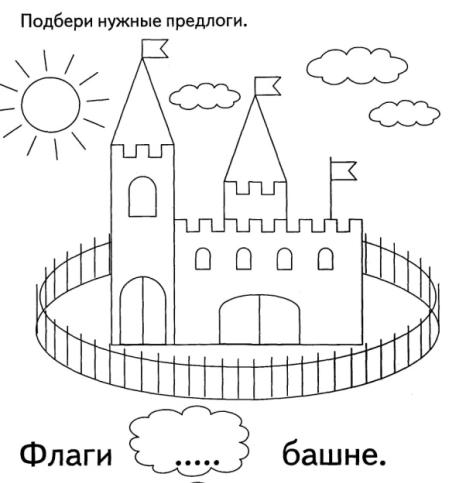 Подбери нужные предлоги.
Флаги ..... башне.